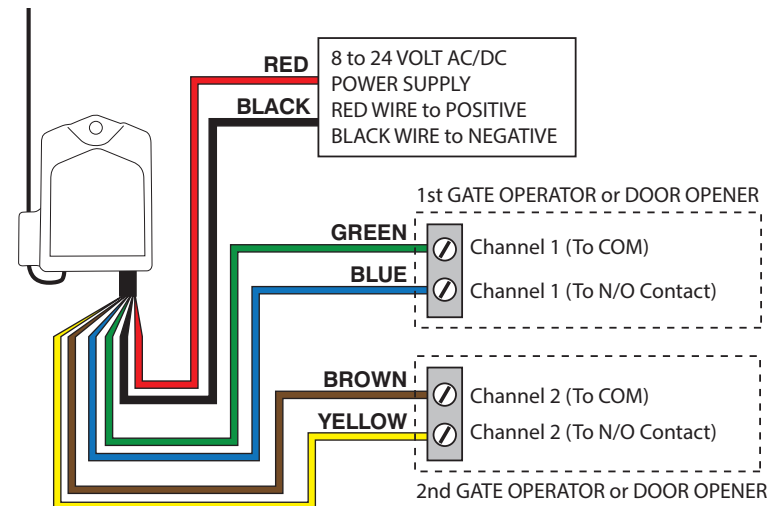 RED
BLACK
8 to 24 VOLT AC/DC
POWER SUPPLY
RED WIRE to POSITIVE
BLACK WIRE to NEGATIVE
1st GATE OPERATOR or DOOR OPENER
GREEN
Channel 1 (To COM)
BLUE
Channel 1 (To N/O Contact)
BROWN
Channel 2 (To COM)
YELLOW
Channel 2 (To N/O Contact)
2nd GATE OPERATOR or DOOR OPENER